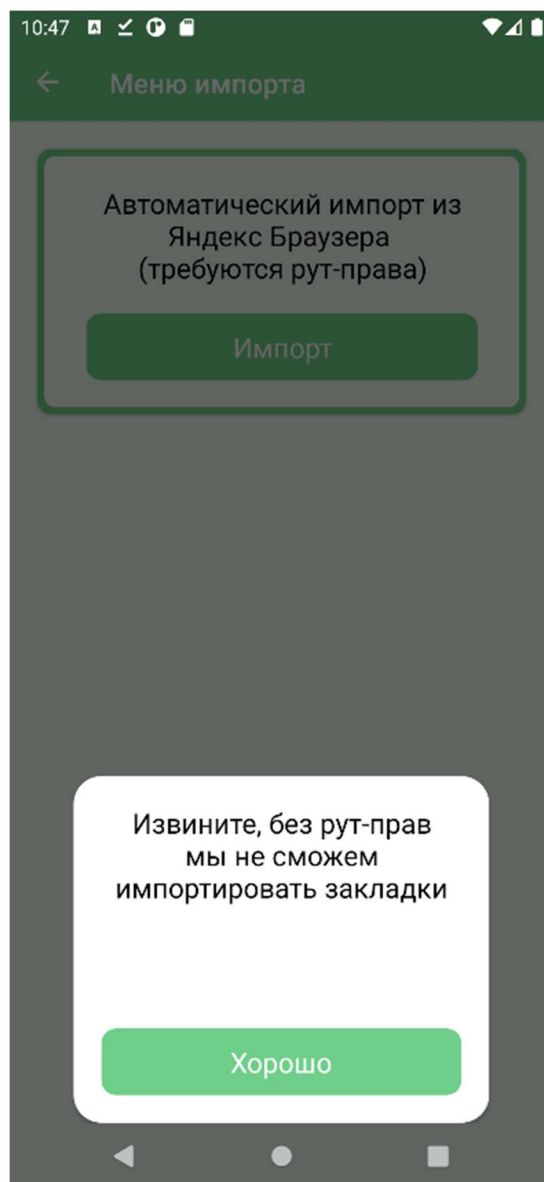 10:47
Меню импорта
Автоматический импорт из
Яндекс Браузера
(требуются рут-права)
Импорт
Извините, без рут-прав
мы не сможем
импортировать закладки
Хорошо